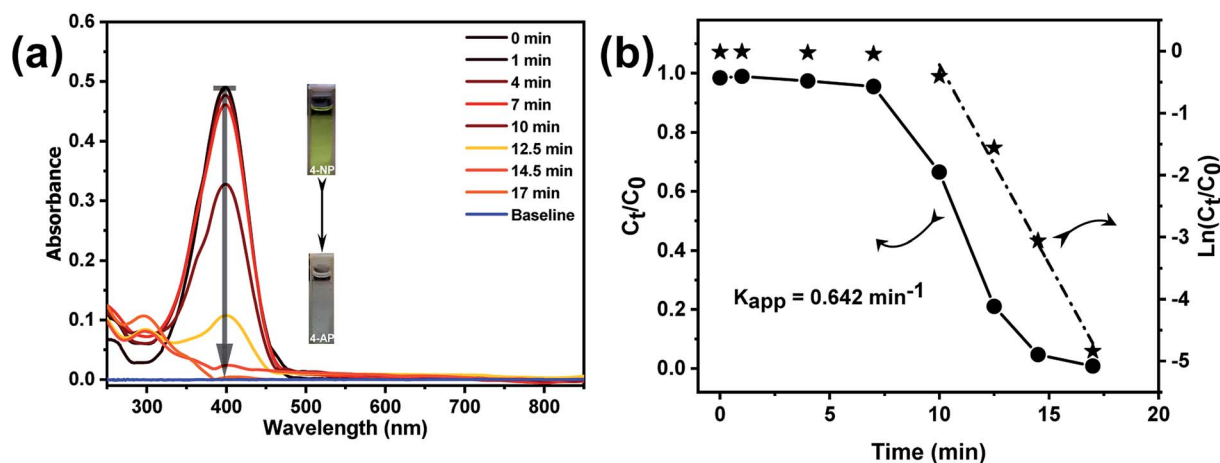 (a)
0.6
0.5
0.4
0.3
0.2
0.1
0.0
Absorbance
300 400 500 600 700 800
Wavelength (nm)
0 min
1 min
4 min
7 min
10 min
12.5 min
14.5 min
17 min
Baseline
4-NP
4-AP
(b)
1.0
0.8
0.6
0.4
0.2
0.0
Ct/C0
Kapp = 0.642 min-1
0 5 10 15 20
Time (min)
0
-1
-2
-3
-4
-5
Ln(Ct/C0)